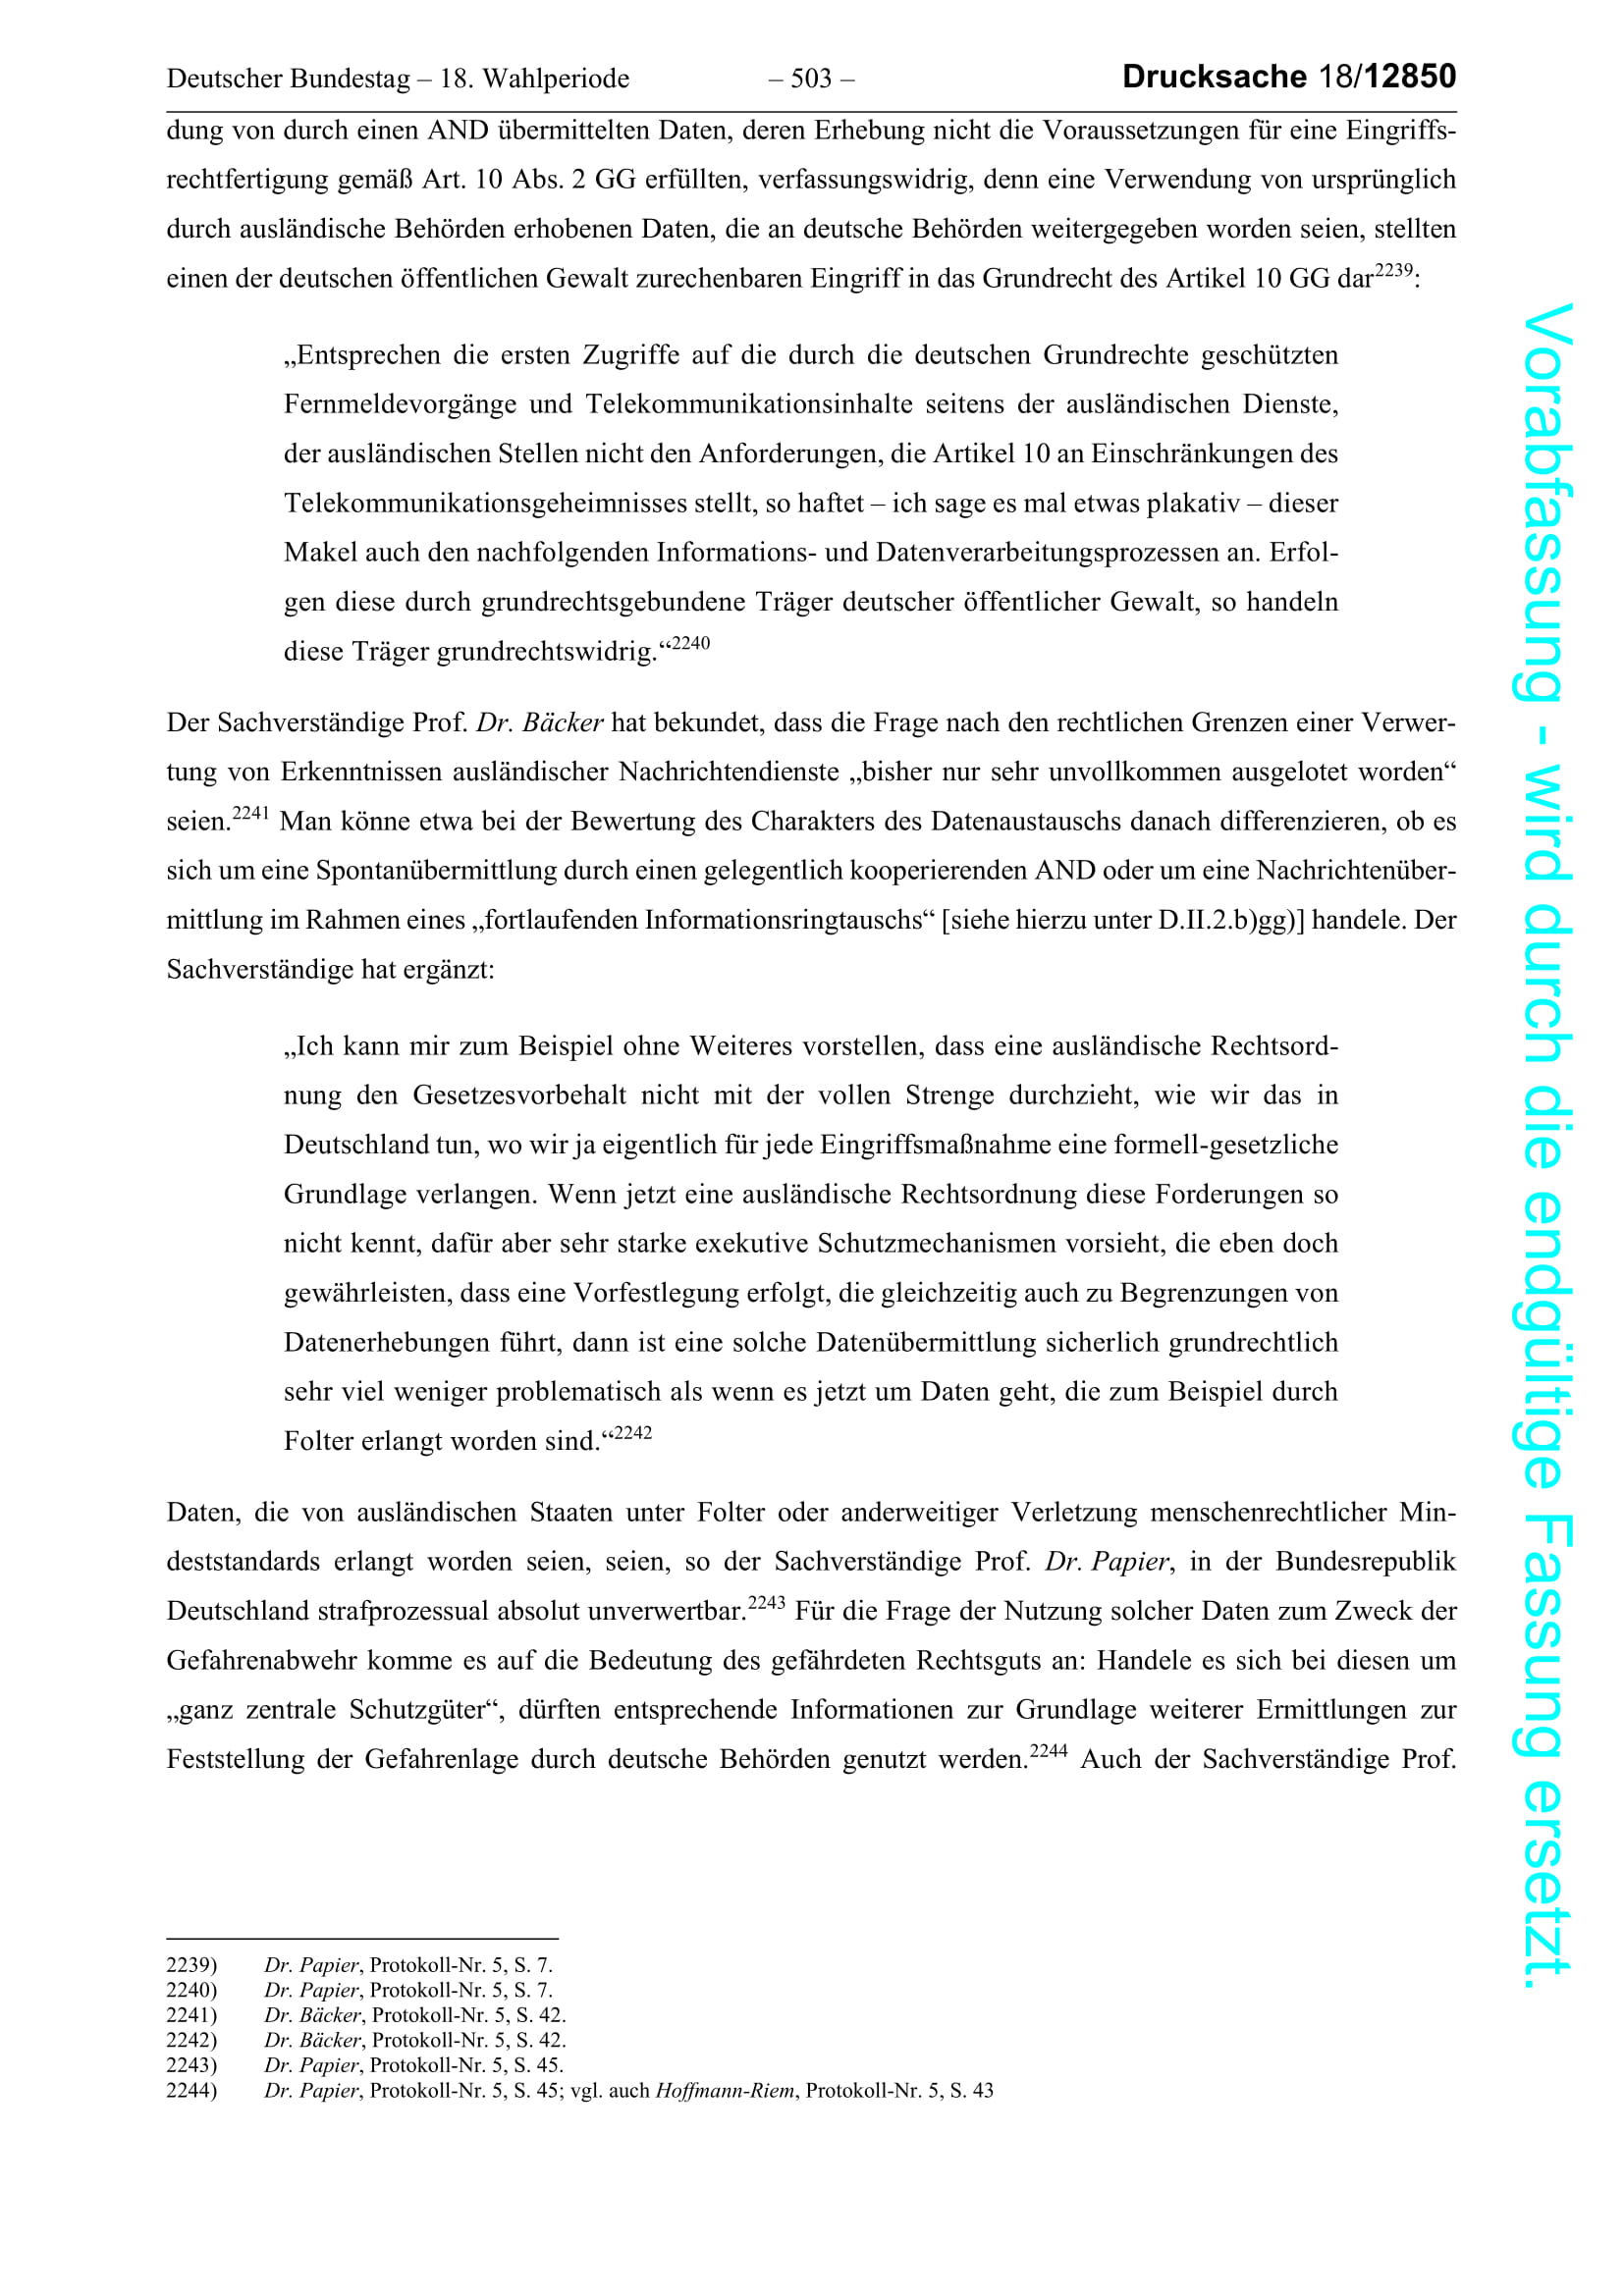 Deutscher Bundestag – 18. Wahlperiode – 503 – Drucksache 18/12850
dung von durch einen AND übermittelten Daten, deren Erhebung nicht die Voraussetzungen für eine Eingriffs-
rechtfertigung gemäß Art. 10 Abs. 2 GG erfüllten, verfassungswidrig, denn eine Verwendung von ursprünglich
durch ausländische Behörden erhobenen Daten, die an deutsche Behörden weitergegeben worden seien, stellten
einen der deutschen öffentlichen Gewalt zurechenbaren Eingriff in das Grundrecht des Artikel 10 GG dar2239:
„Entsprechen die ersten Zugriffe auf die durch die deutschen Grundrechte geschützten
Fernmeldevorgänge und Telekommunikationsinhalte seitens der ausländischen Dienste,
der ausländischen Stellen nicht den Anforderungen, die Artikel 10 an Einschränkungen des
Telekommunikationsgeheimnisses stellt, so haftet – ich sage es mal etwas plakativ – dieser
Makel auch den nachfolgenden Informations- und Datenverarbeitungsprozessen an. Erfol-
gen diese durch grundrechtsgebundene Träger deutscher öffentlicher Gewalt, so handeln
diese Träger grundrechtswidrig.“2240
Der Sachverständige Prof. Dr. Bäcker hat bekundet, dass die Frage nach den rechtlichen Grenzen einer Verwer-
tung von Erkenntnissen ausländischer Nachrichtendienste „bisher nur sehr unvollkommen ausgelotet worden“
seien.2241 Man könne etwa bei der Bewertung des Charakters des Datenaustauschs danach differenzieren, ob es
sich um eine Spontanübermittlung durch einen gelegentlich kooperierenden AND oder um eine Nachrichtenüber-
mittlung im Rahmen eines „fortlaufenden Informationsringtauschs“ [siehe hierzu unter D.II.2.b)gg)] handele. Der
Sachverständige hat ergänzt:
„Ich kann mir zum Beispiel ohne Weiteres vorstellen, dass eine ausländische Rechtsord-
nung den Gesetzesvorbehalt nicht mit der vollen Strenge durchzieht, wie wir das in
Deutschland tun, wo wir ja eigentlich für jede Eingriffsmaßnahme eine formell-gesetzliche
Grundlage verlangen. Wenn jetzt eine ausländische Rechtsordnung diese Forderungen so
nicht kennt, dafür aber sehr starke exekutive Schutzmechanismen vorsieht, die eben doch
gewährleisten, dass eine Vorfestlegung erfolgt, die gleichzeitig auch zu Begrenzungen von
Datenerhebungen führt, dann ist eine solche Datenübermittlung sicherlich grundrechtlich
sehr viel weniger problematisch als wenn es jetzt um Daten geht, die zum Beispiel durch
Folter erlangt worden sind.“2242
Daten, die von ausländischen Staaten unter Folter oder anderweitiger Verletzung menschenrechtlicher Min-
deststandards erlangt worden seien, seien, so der Sachverständige Prof. Dr. Papier, in der Bundesrepublik
Deutschland strafprozessual absolut unverwertbar.2243 Für die Frage der Nutzung solcher Daten zum Zweck der
Gefahrenabwehr komme es auf die Bedeutung des gefährdeten Rechtsguts an: Handele es sich bei diesen um
„ganz zentrale Schutzgüter“, dürften entsprechende Informationen zur Grundlage weiterer Ermittlungen zur
Feststellung der Gefahrenlage durch deutsche Behörden genutzt werden.2244 Auch der Sachverständige Prof.
2239) Dr. Papier, Protokoll-Nr. 5, S. 7.
2240) Dr. Papier, Protokoll-Nr. 5, S. 7.
2241) Dr. Bäcker, Protokoll-Nr. 5, S. 42.
2242) Dr. Bäcker, Protokoll-Nr. 5, S. 42.
2243) Dr. Papier, Protokoll-Nr. 5, S. 45.
2244) Dr. Papier, Protokoll-Nr. 5, S. 45; vgl. auch Hoffmann-Riem, Protokoll-Nr. 5, S. 43
Vorabfassung - wird durch die endgültige Fassung ersetzt.